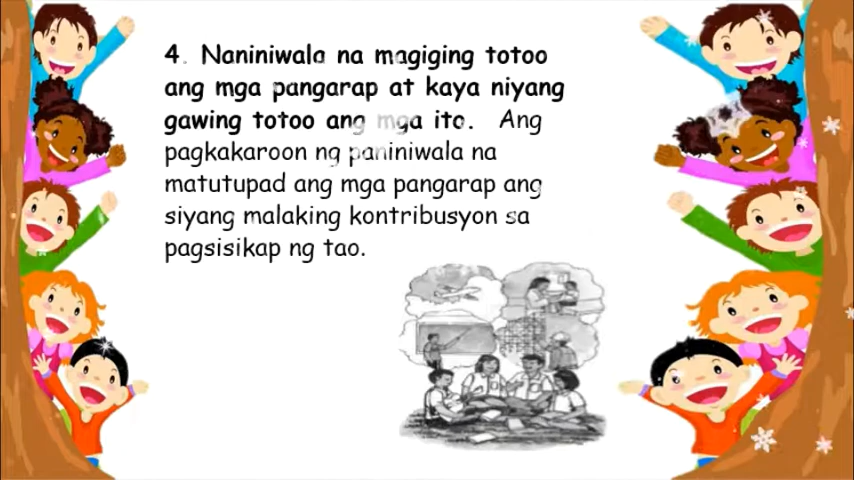 4. Naniniwala na magiging totoo
ang mga pangarap at kaya niyang
gawing totoo ang mga ito. Ang
pagkakaroon ng paniniwala na
matutupad ang mga pangarap ang
siyang malaking kontribusyon sa
pagsisikap ng tao.